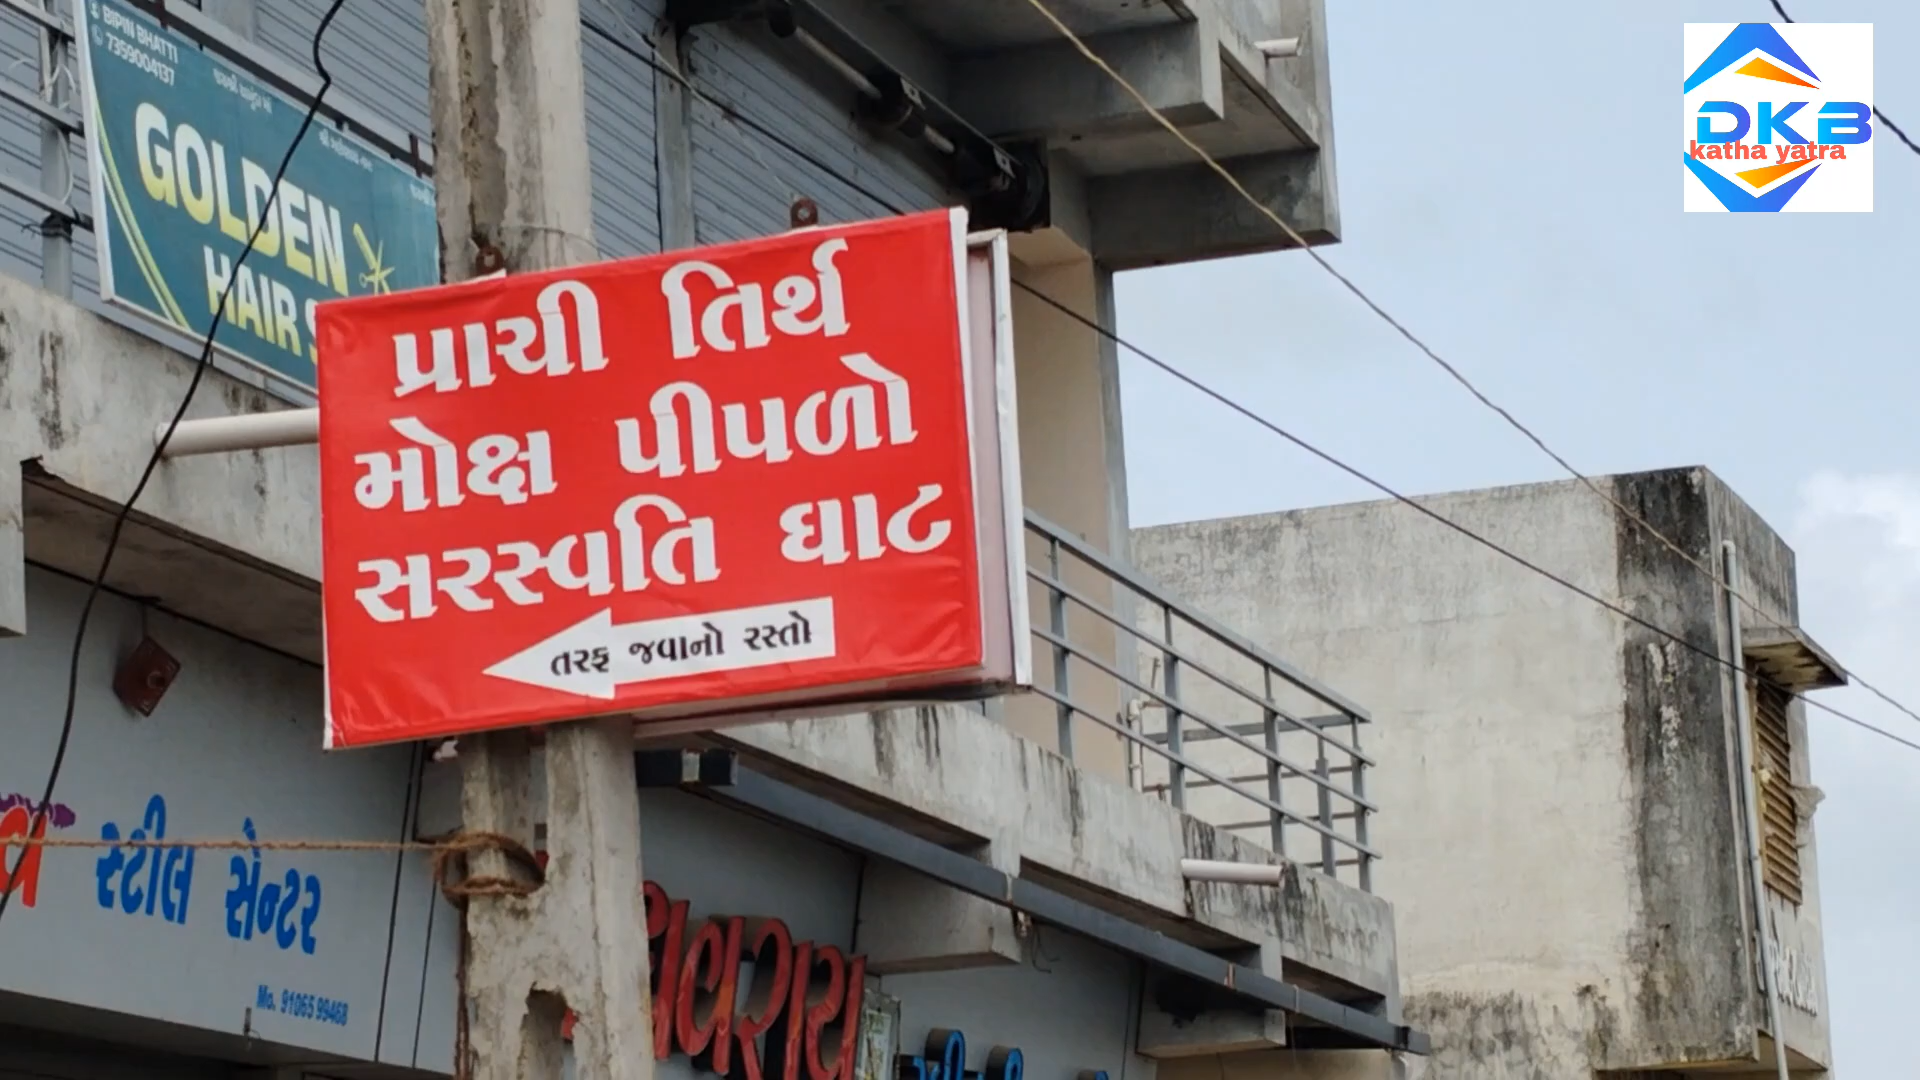 BIPIN BHATTI
7359004137
GOLDEN
HAIR
પ્રાચી તિર્થ
મોક્ષ પીપળો
સરસ્વતિ ઘાટ
તરફ જવાનો રસ્તો
DKB
katha yatra
સ્ટીલ સેન્ટર
Mo. 91065 99468